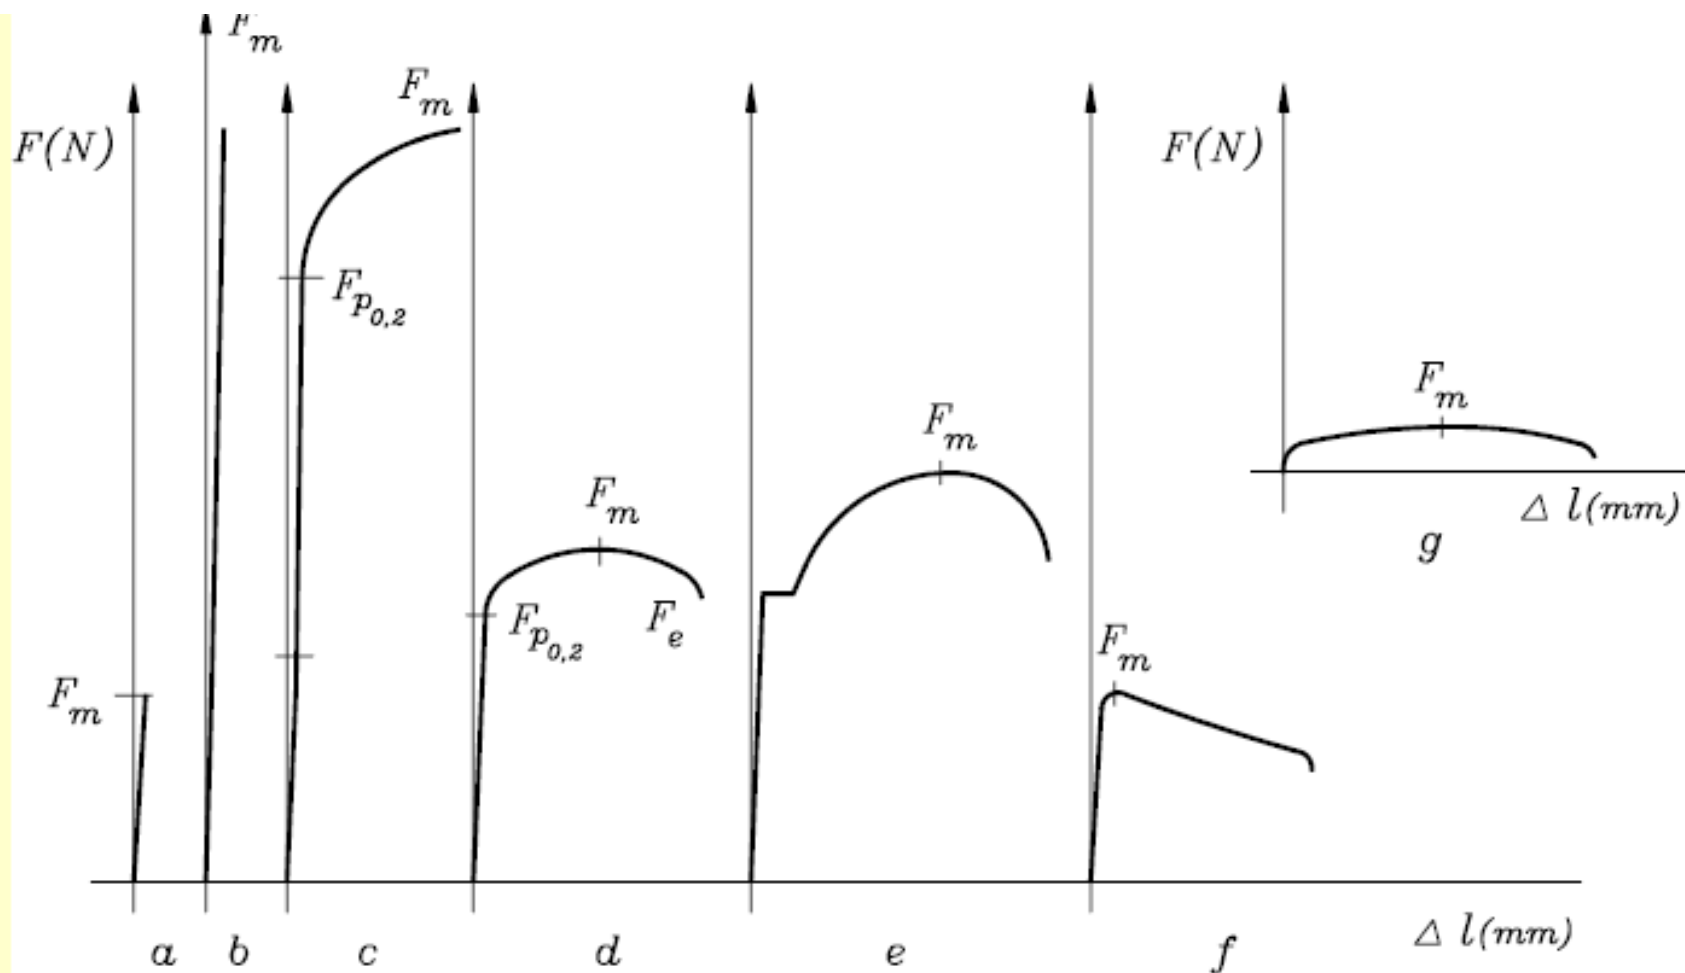 F_m
F_m
F(N)
F(N)
F_p0,2
F_m
F_m
F_m
Δ l(mm)
g
F_p0,2
F_e
F_m
F_m
Δ l(mm)
a b c d e f